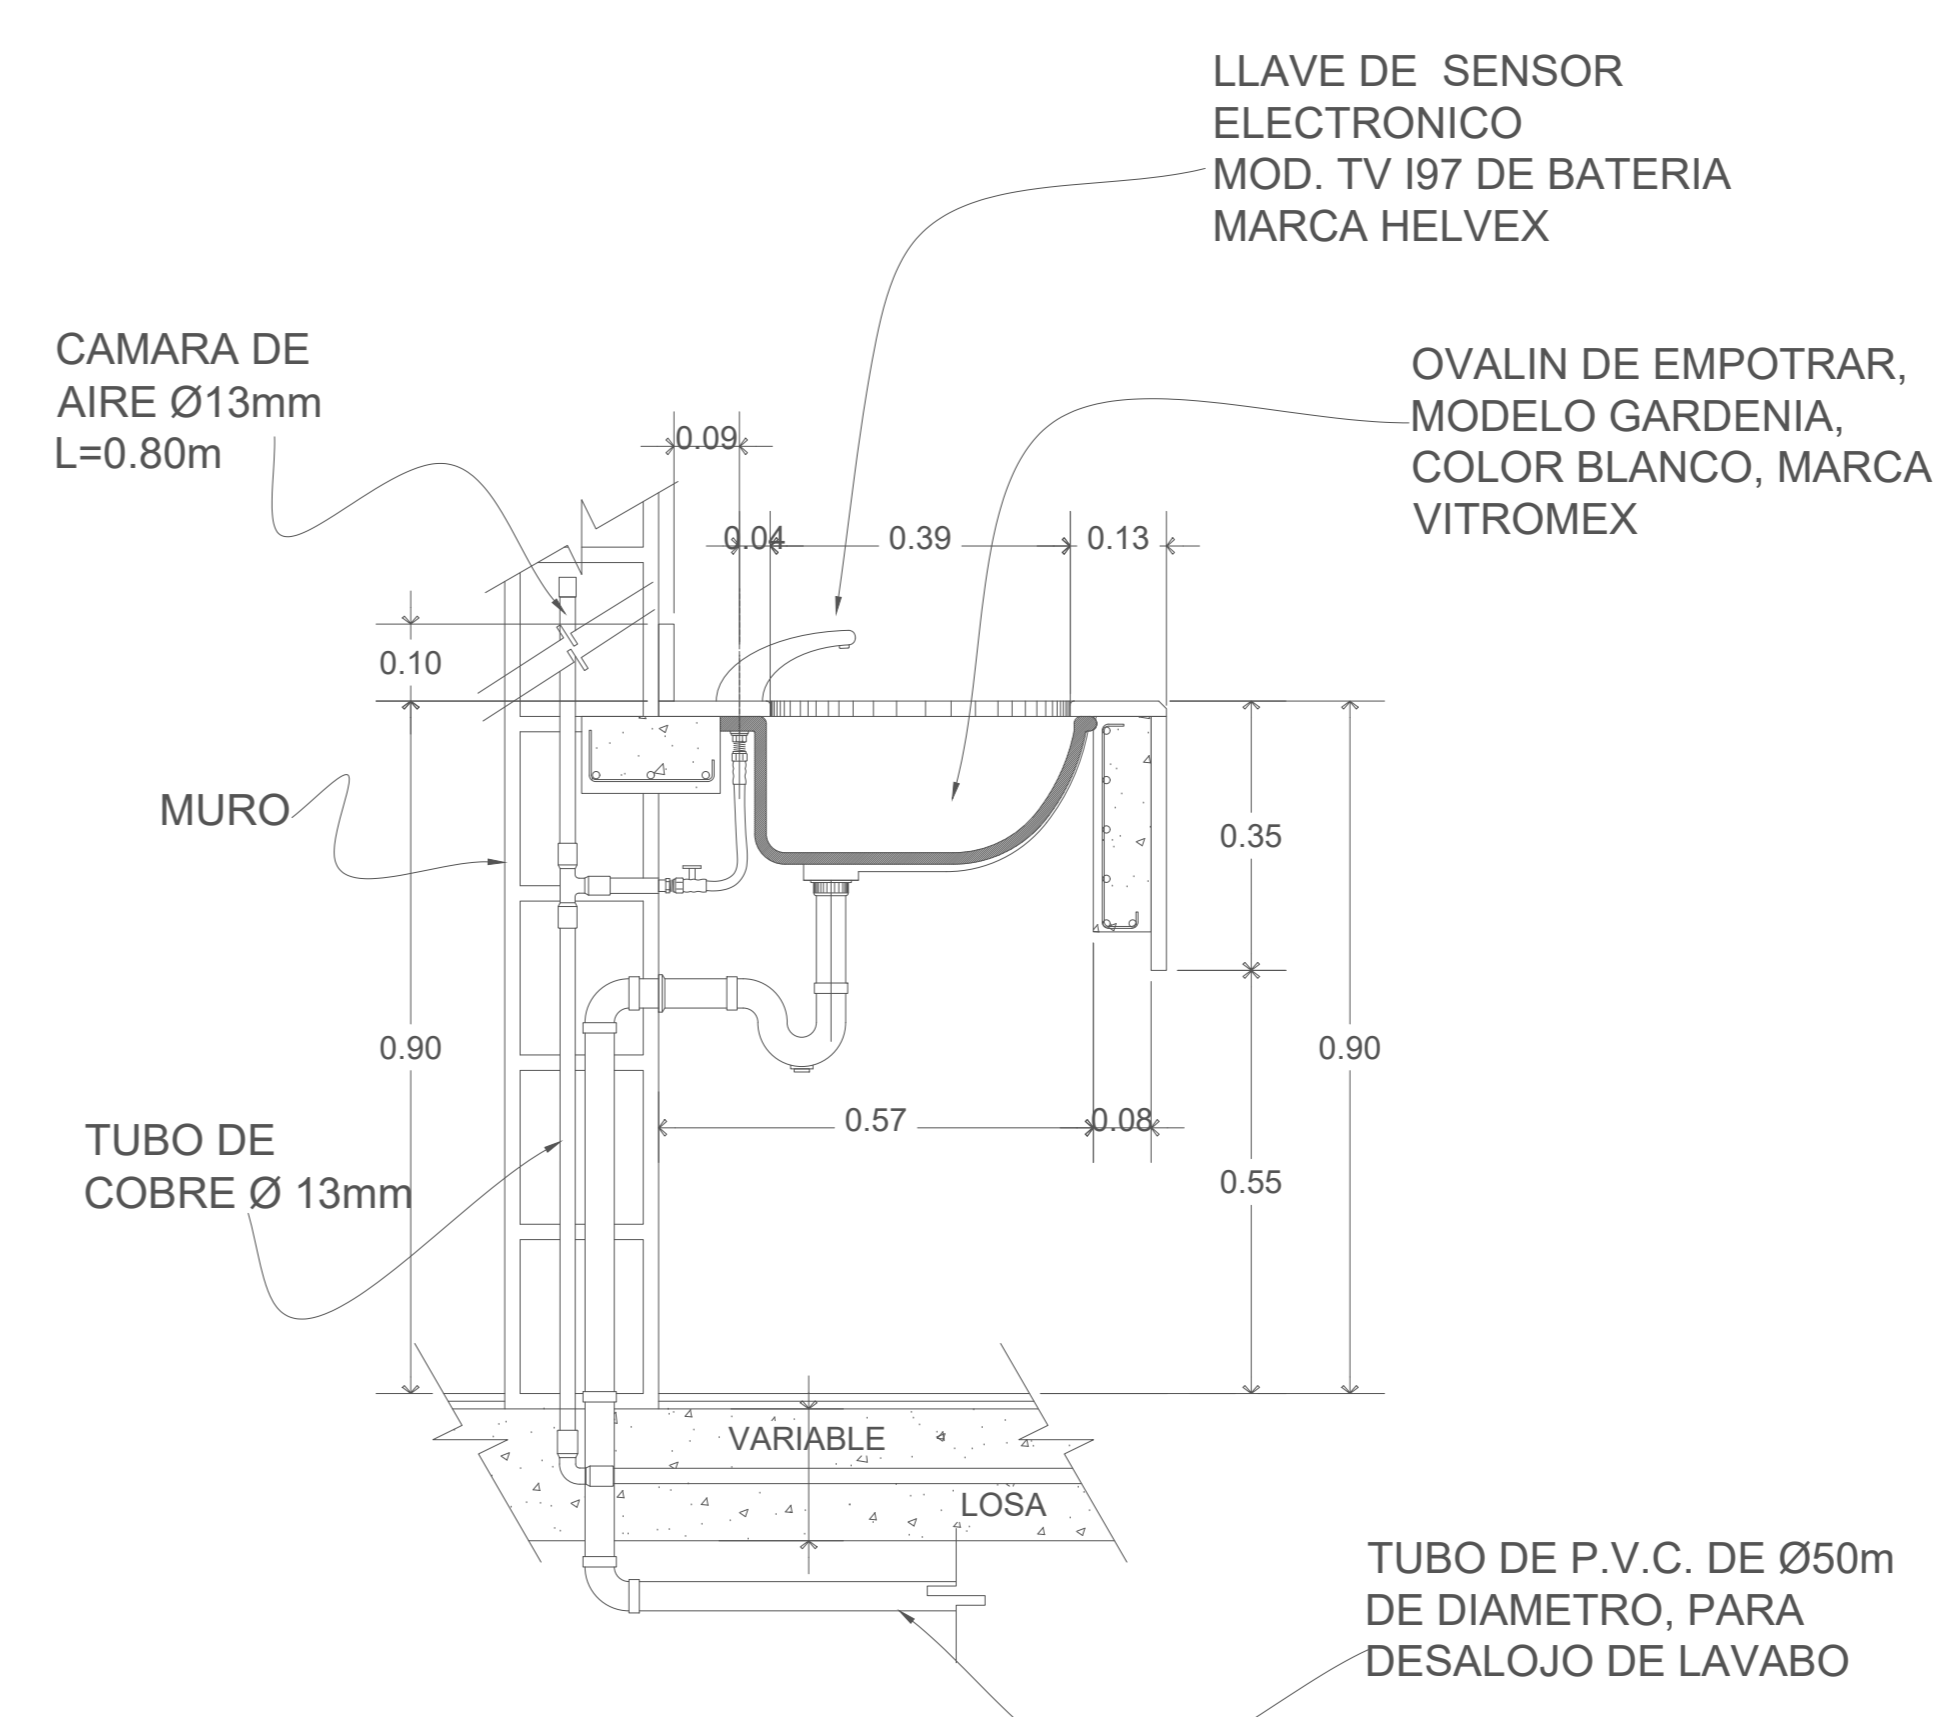 LLAVE DE SENSOR
ELECTRONICO
MOD. TV I97 DE BATERIA
MARCA HELVEX
CAMARA DE
AIRE Ø13mm
L=0.80m
OVALIN DE EMPOTRAR,
MODELO GARDENIA,
COLOR BLANCO, MARCA
VITROMEX
0.09
0.04
0.39
0.13
0.10
MURO
0.35
0.90
0.90
0.57
0.08
TUBO DE
COBRE Ø 13mm
0.55
VARIABLE
LOSA
TUBO DE P.V.C. DE Ø50m
DE DIAMETRO, PARA
DESALOJO DE LAVABO